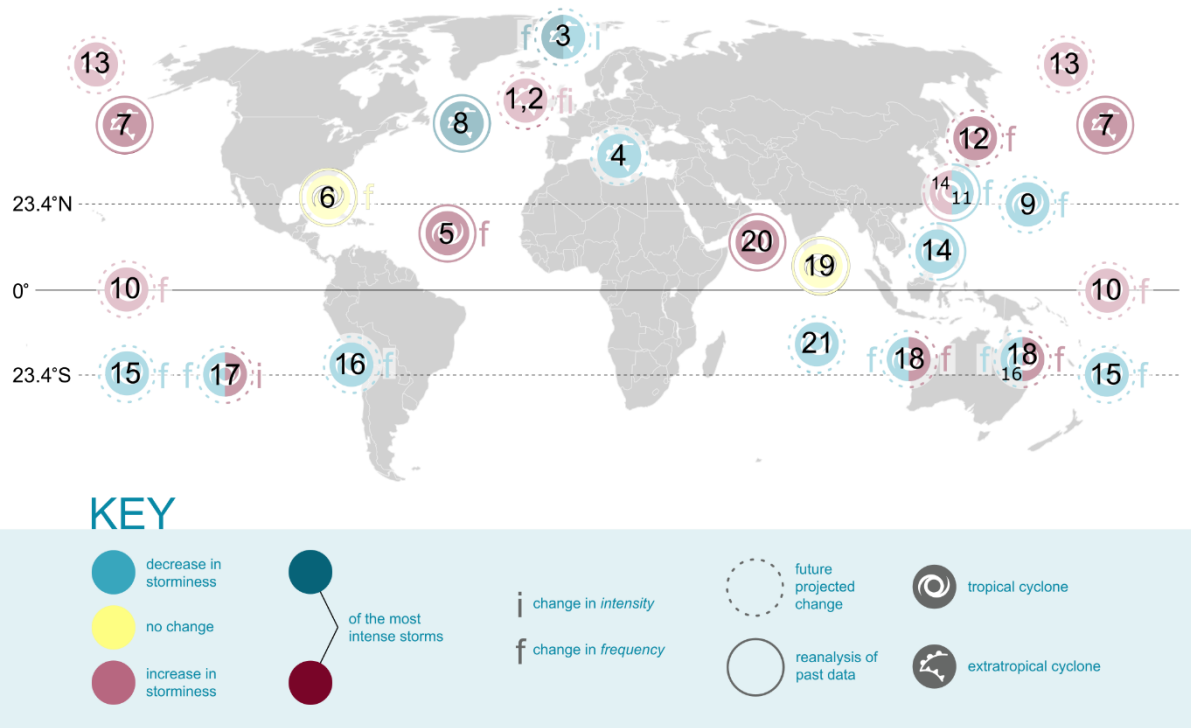 f 3 i
13
13
1,2 fi
7
8
7
12 f
4
14
11 f
6 f
23.4°N
9 f
5 f
20
14
19
0°
10 f
10 f
21
f 18 f
f 18 f
16
16 f
15 f
f 17 i
15 f
23.4°S
KEY
decrease in
storminess
no change
increase in
storminess
of the most
intense storms
i change in intensity
f change in frequency
future
projected
change
reanalysis of
past data
tropical cyclone
extratropical cyclone